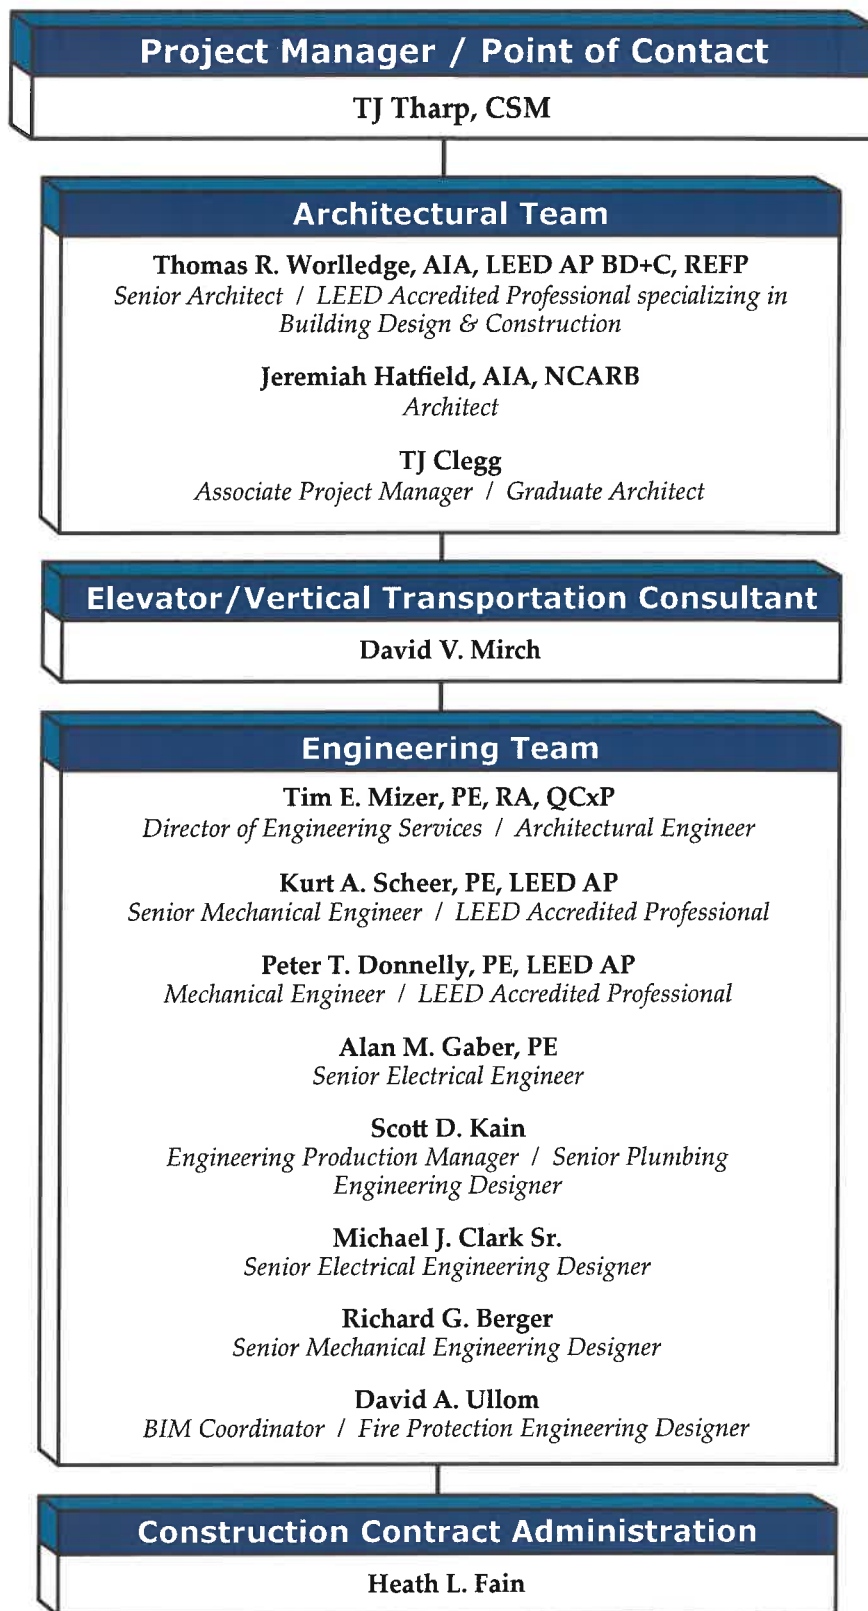 Project Manager / Point of Contact
TJ Tharp, CSM
Architectural Team
Thomas R. Worlledge, AIA, LEED AP BD+C, REFP
Senior Architect / LEED Accredited Professional specializing in
Building Design & Construction
Jeremiah Hatfield, AIA, NCARB
Architect
TJ Clegg
Associate Project Manager / Graduate Architect
Elevator/Vertical Transportation Consultant
David V. Mirch
Engineering Team
Tim E. Mizer, PE, RA, QCxP
Director of Engineering Services / Architectural Engineer
Kurt A. Scheer, PE, LEED AP
Senior Mechanical Engineer / LEED Accredited Professional
Peter T. Donnelly, PE, LEED AP
Mechanical Engineer / LEED Accredited Professional
Alan M. Gaber, PE
Senior Electrical Engineer
Scott D. Kain
Engineering Production Manager / Senior Plumbing
Engineering Designer
Michael J. Clark Sr.
Senior Electrical Engineering Designer
Richard G. Berger
Senior Mechanical Engineering Designer
David A. Ullom
BIM Coordinator / Fire Protection Engineering Designer
Construction Contract Administration
Heath L. Fain